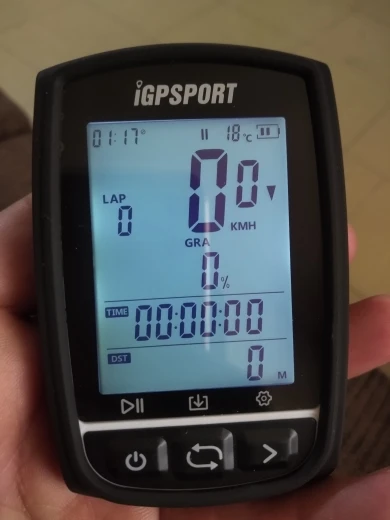 iGPSPORT
01:17° 18°C
LAP 0 0.0 KMH
GRA
0%
TIME 00:00:00
DST 0 M